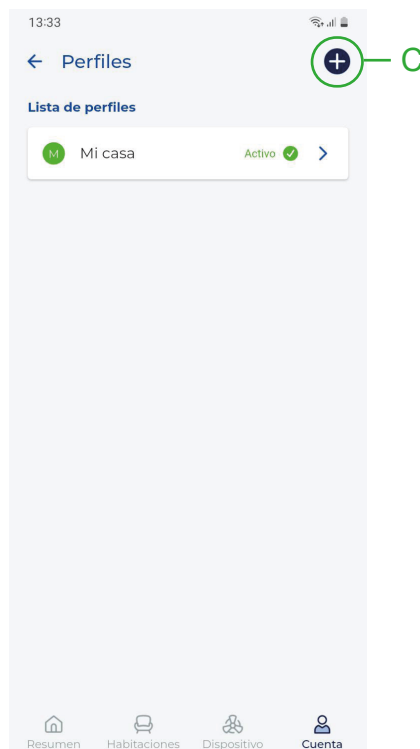 13:33
Perfiles
C
Lista de perfiles
M Mi casa Activo
Resumen Habitaciones Dispositivo Cuenta